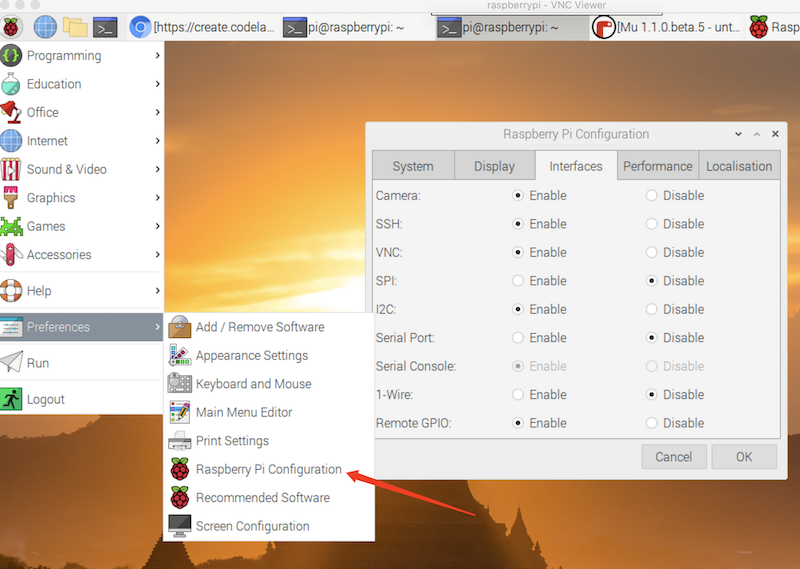 raspberrypi - VNC Viewer
[https://create.codela... pi@raspberrypi: ~ pi@raspberrypi: ~ [Mu 1.1.0.beta.5 - unt... Rasp
Programming
Education
Office
Internet
Sound & Video
Graphics
Games
Accessories
Help
Preferences
Run
Logout
Add / Remove Software
Appearance Settings
Keyboard and Mouse
Main Menu Editor
Print Settings
Raspberry Pi Configuration
Recommended Software
Screen Configuration
Raspberry Pi Configuration
System Display Interfaces Performance Localisation
Camera: Enable Disable
SSH: Enable Disable
VNC: Enable Disable
SPI: Enable Disable
I2C: Enable Disable
Serial Port: Enable Disable
Serial Console: Enable Disable
1-Wire: Enable Disable
Remote GPIO: Enable Disable
Cancel OK